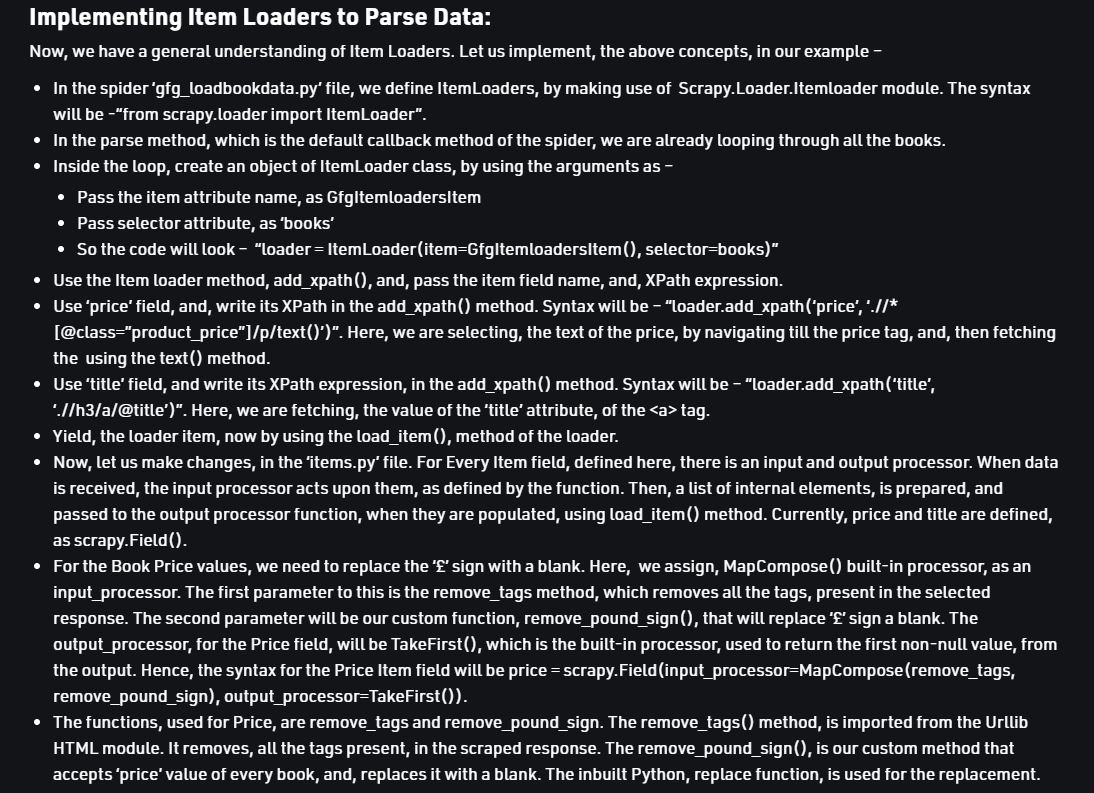 Implementing Item Loaders to Parse Data:
Now, we have a general understanding of Item Loaders. Let us implement, the above concepts, in our example –
• In the spider ‘gfg_loadbookdata.py’ file, we define ItemLoaders, by making use of Scrapy.Loader.Itemloader module. The syntax
will be -“from scrapy.loader import ItemLoader”.
• In the parse method, which is the default callback method of the spider, we are already looping through all the books.
• Inside the loop, create an object of ItemLoader class, by using the arguments as –
• Pass the item attribute name, as GfgItemloadersItem
• Pass selector attribute, as ‘books’
• So the code will look – “loader = ItemLoader(item=GfgItemloadersItem(), selector=books)”
• Use the Item loader method, add_xpath(), and, pass the item field name, and, XPath expression.
• Use ‘price’ field, and, write its XPath in the add_xpath() method. Syntax will be – “loader.add_xpath(‘price’, ‘.//*
[@class=”product_price”]/p/text()’)”. Here, we are selecting, the text of the price, by navigating till the price tag, and, then fetching
the using the text() method.
• Use ‘title’ field, and write its XPath expression, in the add_xpath() method. Syntax will be – “loader.add_xpath(‘title’,
‘.//h3/a/@title’)”. Here, we are fetching, the value of the ‘title’ attribute, of the <a> tag.
• Yield, the loader item, now by using the load_item(), method of the loader.
• Now, let us make changes, in the ‘items.py’ file. For Every Item field, defined here, there is an input and output processor. When data
is received, the input processor acts upon them, as defined by the function. Then, a list of internal elements, is prepared, and
passed to the output processor function, when they are populated, using load_item() method. Currently, price and title are defined,
as scrapy.Field().
• For the Book Price values, we need to replace the ‘£’ sign with a blank. Here, we assign, MapCompose() built-in processor, as an
input_processor. The first parameter to this is the remove_tags method, which removes all the tags, present in the selected
response. The second parameter will be our custom function, remove_pound_sign(), that will replace ‘£’ sign a blank. The
output_processor, for the Price field, will be TakeFirst(), which is the built-in processor, used to return the first non-null value, from
the output. Hence, the syntax for the Price Item field will be price = scrapy.Field(input_processor=MapCompose(remove_tags,
remove_pound_sign), output_processor=TakeFirst()).
• The functions, used for Price, are remove_tags and remove_pound_sign. The remove_tags() method, is imported from the Urllib
HTML module. It removes, all the tags present, in the scraped response. The remove_pound_sign(), is our custom method that
accepts ‘price’ value of every book, and, replaces it with a blank. The inbuilt Python, replace function, is used for the replacement.